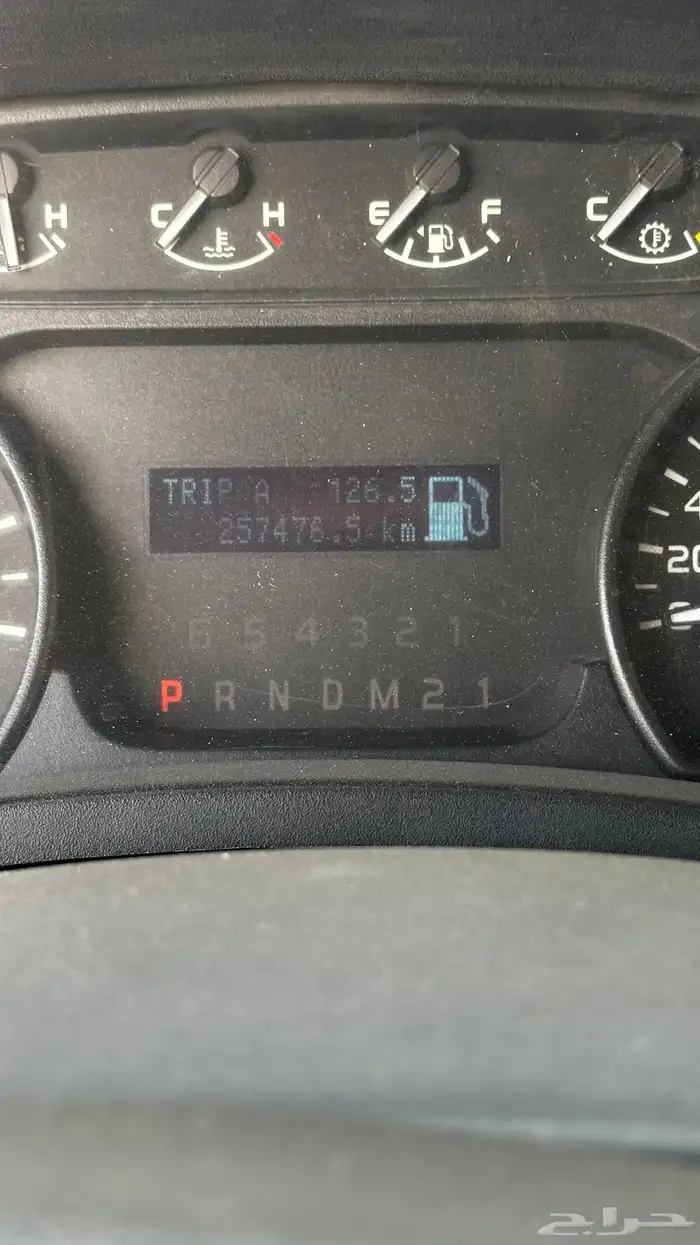 H C H E F C
TRIP A 126.5
257476.5 km
20
6 5 4 3 2 1
P R N D M 2 1
حراج